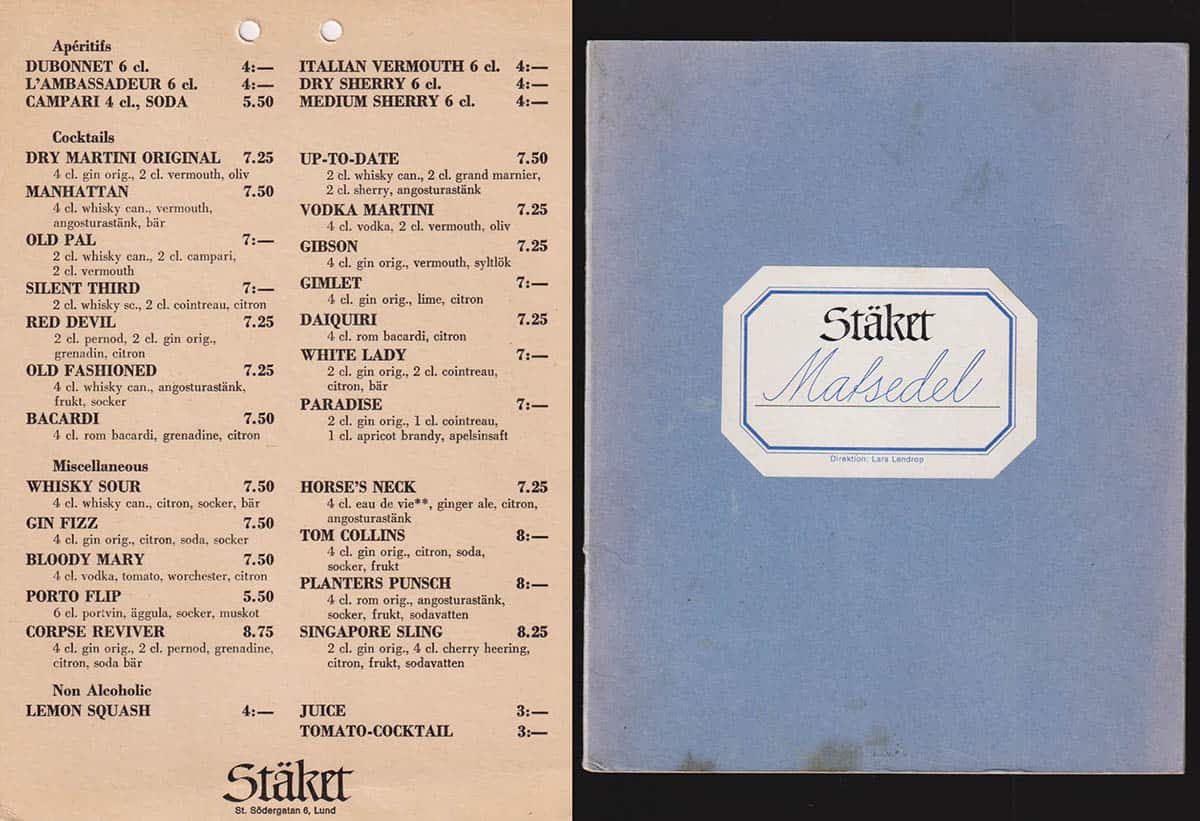 Apéritifs
DUBONNET 6 cl. 4:—
L'AMBASSADEUR 6 cl. 4:—
CAMPARI 4 cl., SODA 5.50
ITALIAN VERMOUTH 6 cl. 4:—
DRY SHERRY 6 cl. 4:—
MEDIUM SHERRY 6 cl. 4:—
Cocktails
DRY MARTINI ORIGINAL 7.25
4 cl. gin orig., 2 cl. vermouth, oliv
MANHATTAN 7.50
4 cl. whisky can., vermouth,
angosturastänk, bär
OLD PAL 7:—
2 cl. whisky can., 2 cl. campari,
2 cl. vermouth
SILENT THIRD 7:—
2 cl. whisky sc., 2 cl. cointreau, citron
RED DEVIL 7.25
2 cl. pernod, 2 cl. gin orig.,
grenadin, citron
OLD FASHIONED 7.25
4 cl. whisky can., angosturastänk,
frukt, socker
BACARDI 7.50
4 cl. rom bacardi, grenadine, citron
UP-TO-DATE 7.50
2 cl. whisky can., 2 cl. grand marnier,
2 cl. sherry, angosturastänk
VODKA MARTINI 7.25
4 cl. vodka, 2 cl. vermouth, oliv
GIBSON 7.25
4 cl. gin orig., vermouth, syltlök
GIMLET 7:—
4 cl. gin orig., lime, citron
DAIQUIRI 7.25
4 cl. rom bacardi, citron
WHITE LADY 7:—
2 cl. gin orig., 2 cl. cointreau,
citron, bär
PARADISE 7:—
2 cl. gin orig., 1 cl. cointreau,
1 cl. apricot brandy, apelsinsaft
Miscellaneous
WHISKY SOUR 7.50
4 cl. whisky can., citron, socker, bär
GIN FIZZ 7.50
4 cl. gin orig., citron, soda, socker
BLOODY MARY 7.50
4 cl. vodka, tomato, worchester, citron
PORTO FLIP 5.50
6 cl. portvin, äggula, socker, muskot
CORPSE REVIVER 8.75
4 cl. gin orig., 2 cl. pernod, grenadine,
citron, soda bär
HORSE'S NECK 7.25
4 cl. eau de vie**, ginger ale, citron,
angosturastänk
TOM COLLINS 8:—
4 cl. gin orig., citron, soda,
socker, frukt
PLANTERS PUNSCH 8:—
4 cl. rom orig., angosturastänk,
socker, frukt, sodavatten
SINGAPORE SLING 8.25
2 cl. gin orig., 4 cl. cherry heering,
citron, frukt, sodavatten
Non Alcoholic
LEMON SQUASH 4:—
JUICE 3:—
TOMATO-COCKTAIL 3:—
Stäket
St. Södergatan 6, Lund
Stäket
Matsedel
Direktion: Lars Lendrop